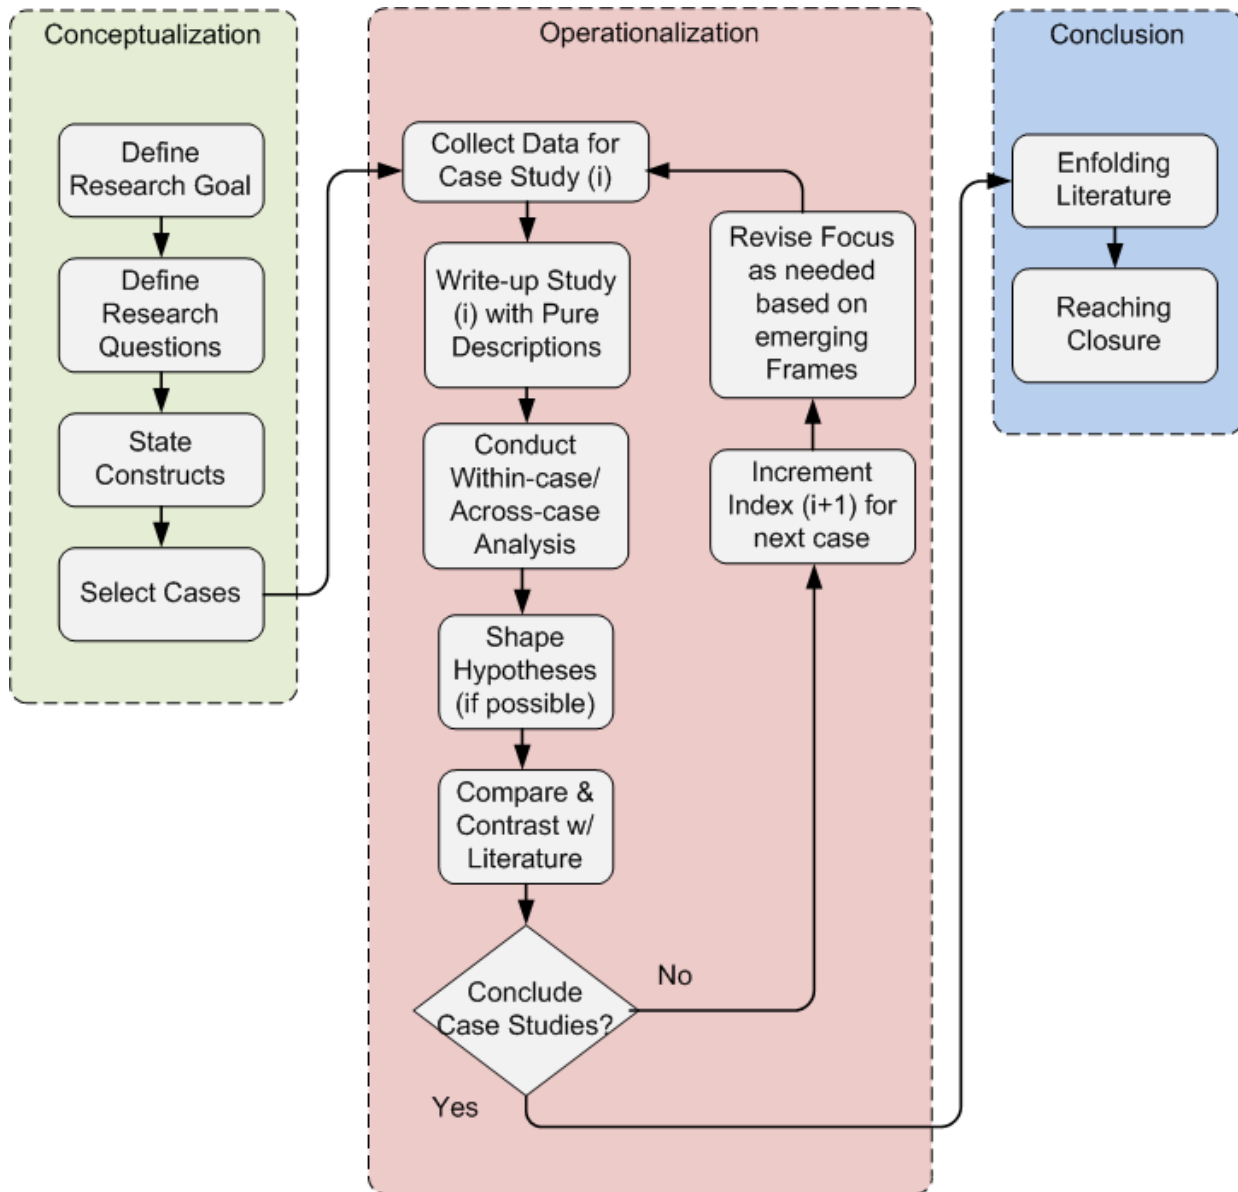 Conceptualization
Define
Research Goal
Define
Research
Questions
State
Constructs
Select Cases
Operationalization
Collect Data for
Case Study (i)
Write-up Study
(i) with Pure
Descriptions
Conduct
Within-case/
Across-case
Analysis
Shape
Hypotheses
(if possible)
Compare &
Contrast w/
Literature
Conclude
Case Studies?
No
Yes
Increment
Index (i+1) for
next case
Revise Focus
as needed
based on
emerging
Frames
Conclusion
Enfolding
Literature
Reaching
Closure